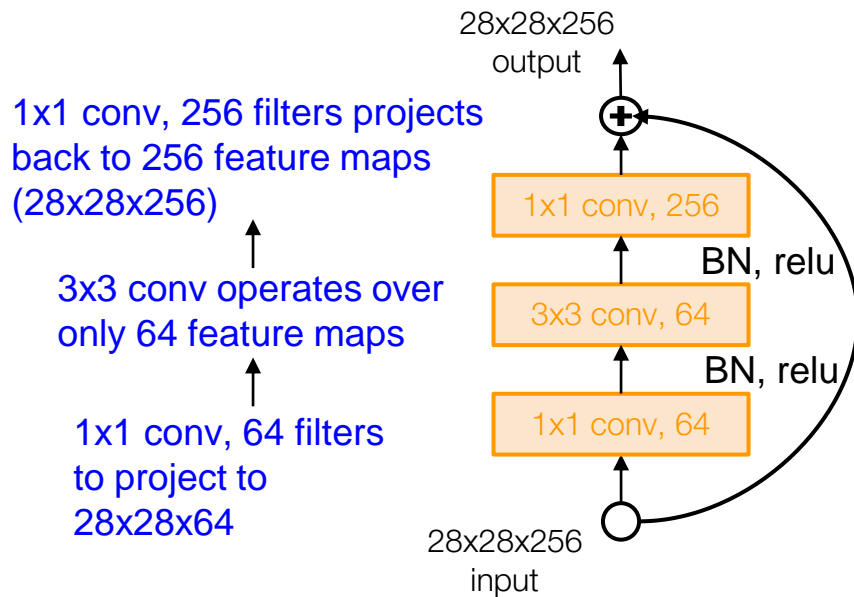 28x28x256
output
1x1 conv, 256 filters projects
back to 256 feature maps
(28x28x256)
3x3 conv operates over
only 64 feature maps
1x1 conv, 64 filters
to project to
28x28x64
1x1 conv, 256
BN, relu
3x3 conv, 64
BN, relu
1x1 conv, 64
28x28x256
input